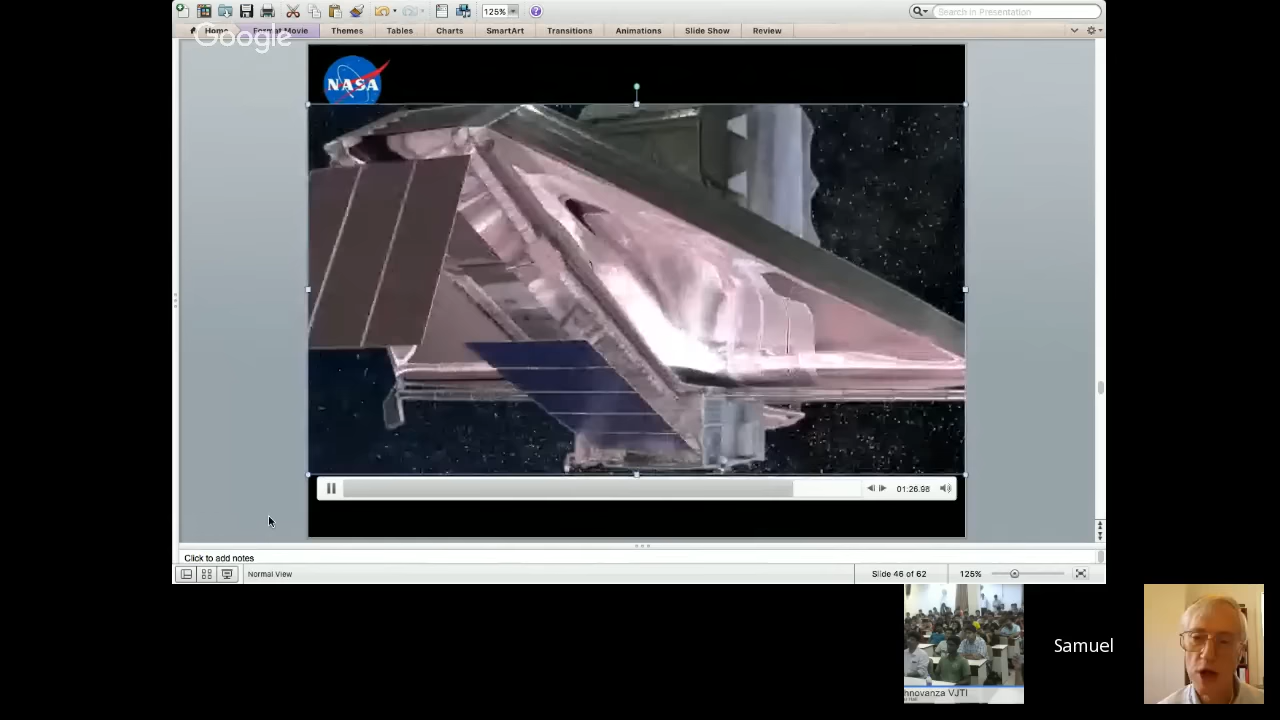 125%
Search in Presentation
Home
Format Movie
Themes
Tables
Charts
SmartArt
Transitions
Animations
Slide Show
Review
Google
NASA
01:26.98
Click to add notes
Normal View
Slide 46 of 62
125%
Samuel
hnovanza VJTI